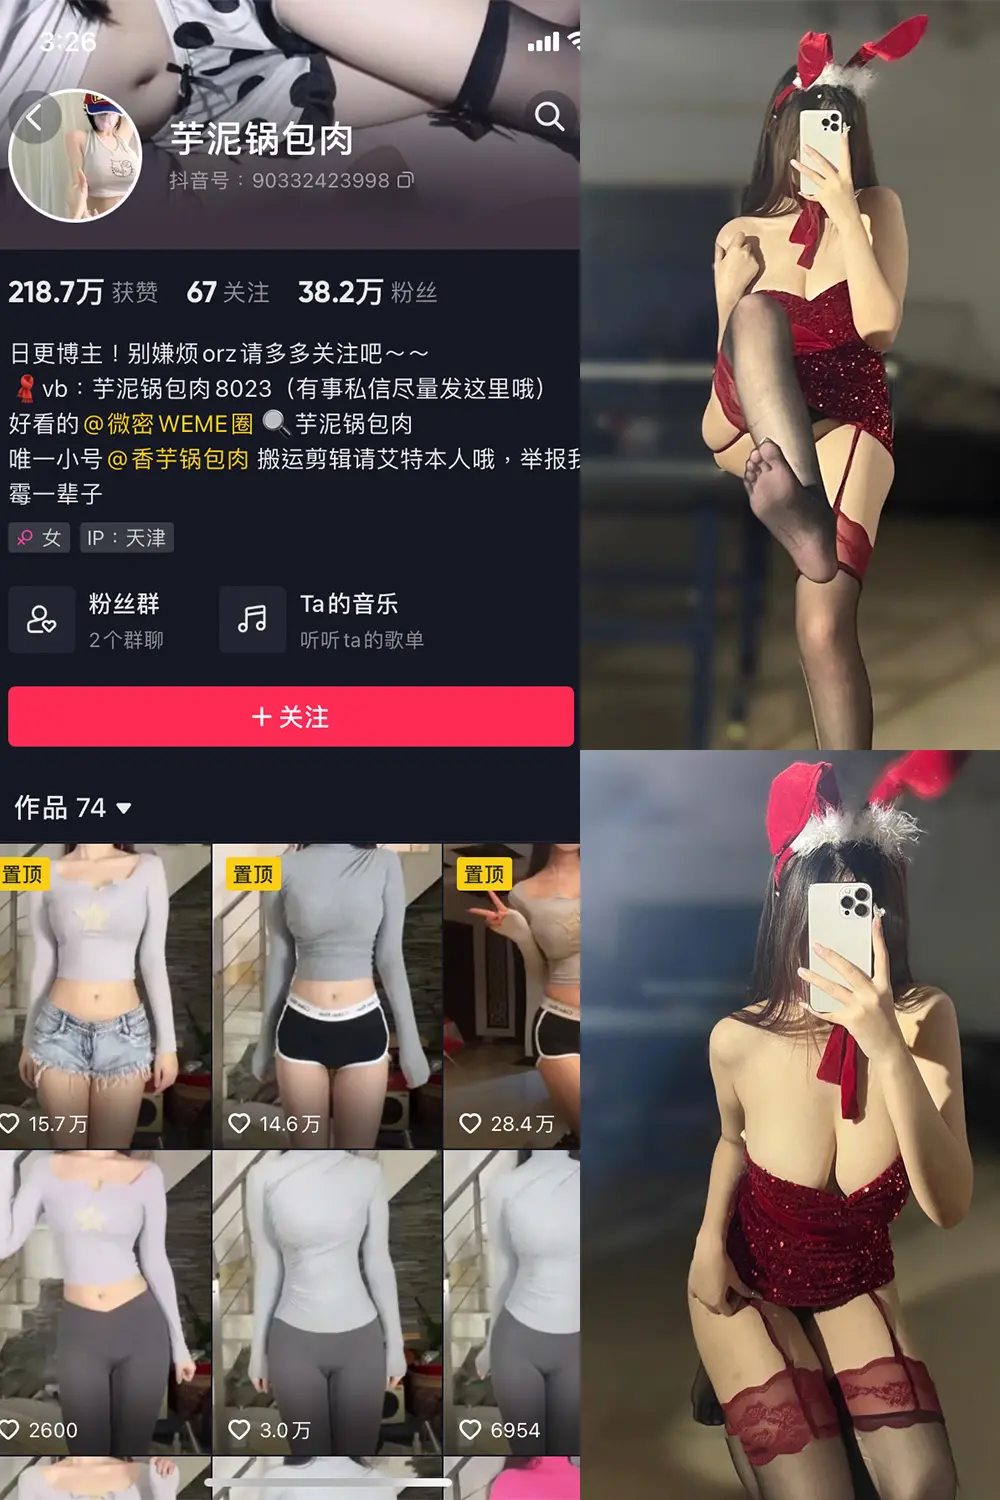 3:26
芋泥锅包肉
抖音号：90332423998
218.7万 获赞 67 关注 38.2万 粉丝
日更博主！别嫌烦orz请多多关注吧～～
vb：芋泥锅包肉8023（有事私信尽量发这里哦）
好看的@微密WEME圈 🔍芋泥锅包肉
唯一小号@香芋锅包肉 搬运剪辑请艾特本人哦，举报我
霉一辈子
女 IP：天津
粉丝群 Ta的音乐
2个群聊 听听ta的歌单
+ 关注
作品 74
置顶 置顶 置顶
15.7万 14.6万 28.4万
2600 3.0万 6954